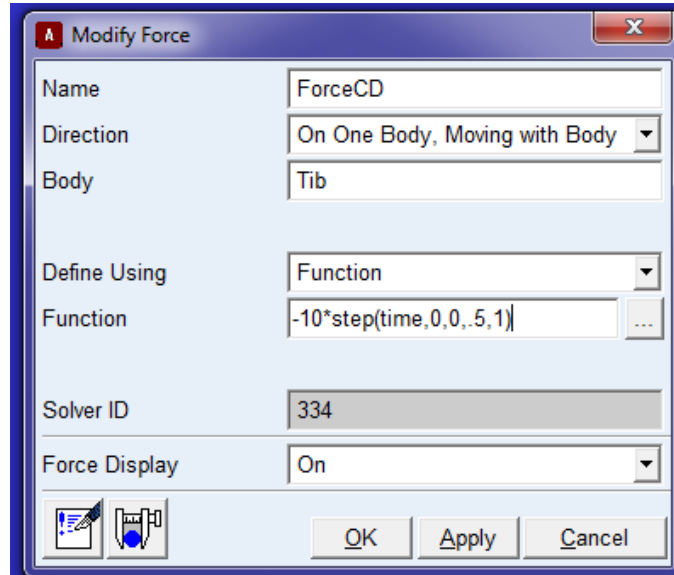 A Modify Force X
Name ForceCD
Direction On One Body, Moving with Body
Body Tib
Define Using Function
Function -10*step(time,0,0,.5,1) ...
Solver ID 334
Force Display On
OK Apply Cancel